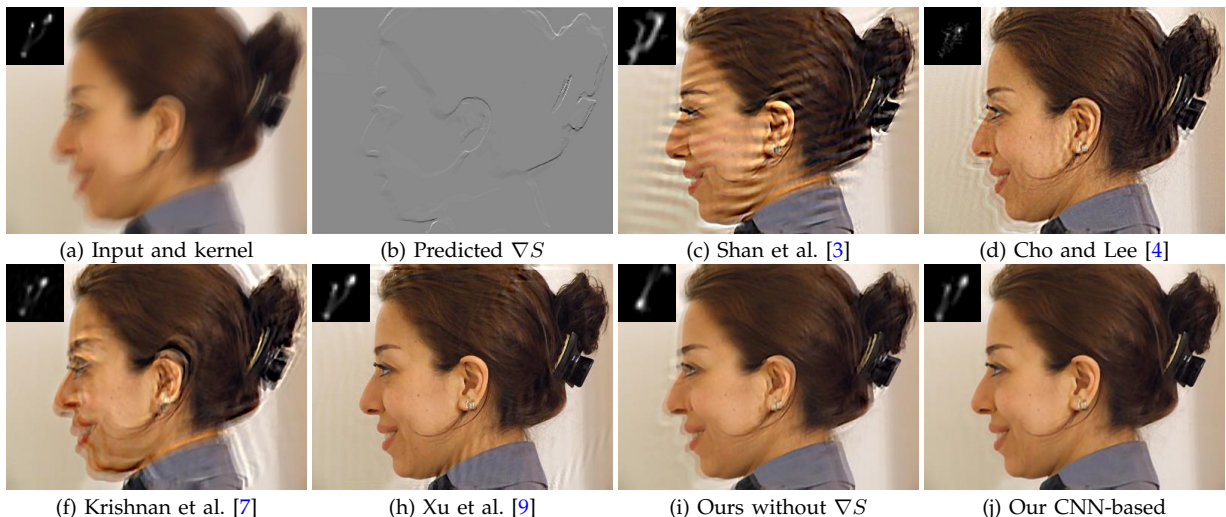 (a) Input and kernel
(b) Predicted ∇S
(c) Shan et al. [3]
(d) Cho and Lee [4]
(f) Krishnan et al. [7]
(h) Xu et al. [9]
(i) Ours without ∇S
(j) Our CNN-based